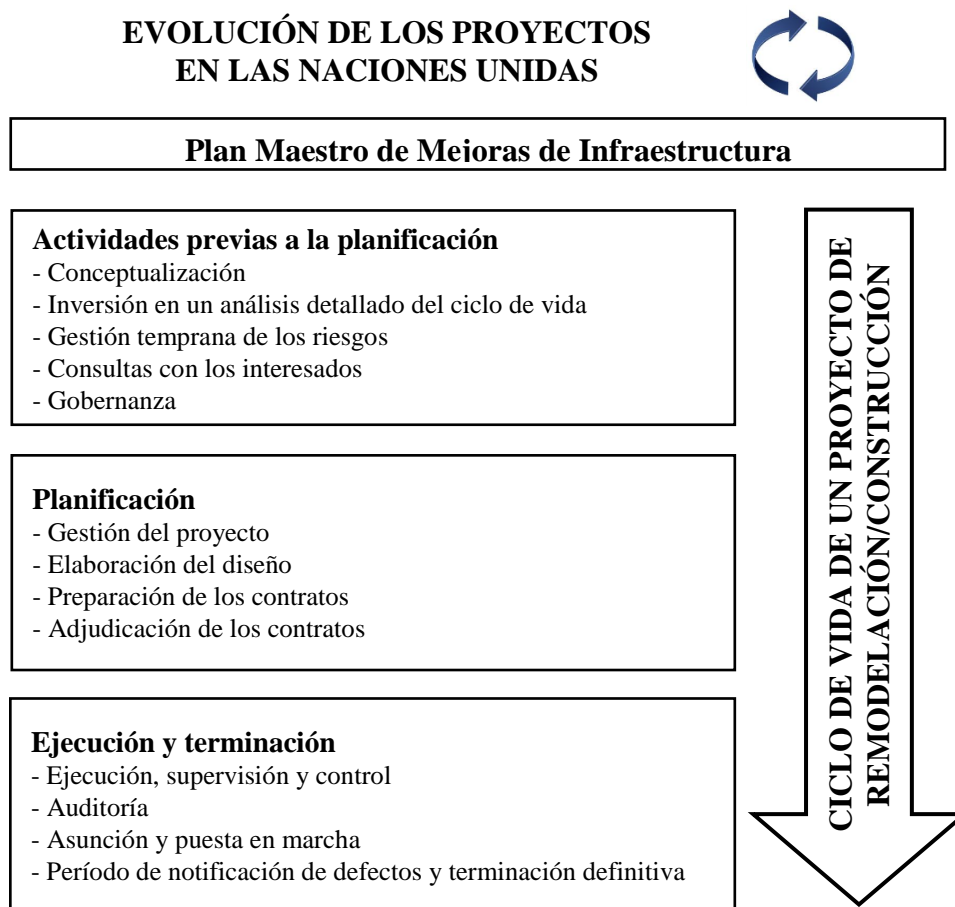 EVOLUCIÓN DE LOS PROYECTOS
EN LAS NACIONES UNIDAS
Plan Maestro de Mejoras de Infraestructura
Actividades previas a la planificación
- Conceptualización
- Inversión en un análisis detallado del ciclo de vida
- Gestión temprana de los riesgos
- Consultas con los interesados
- Gobernanza
Planificación
- Gestión del proyecto
- Elaboración del diseño
- Preparación de los contratos
- Adjudicación de los contratos
Ejecución y terminación
- Ejecución, supervisión y control
- Auditoría
- Asunción y puesta en marcha
- Período de notificación de defectos y terminación definitiva
CICLO DE VIDA DE UN PROYECTO DE
REMODELACIÓN/CONSTRUCCIÓN